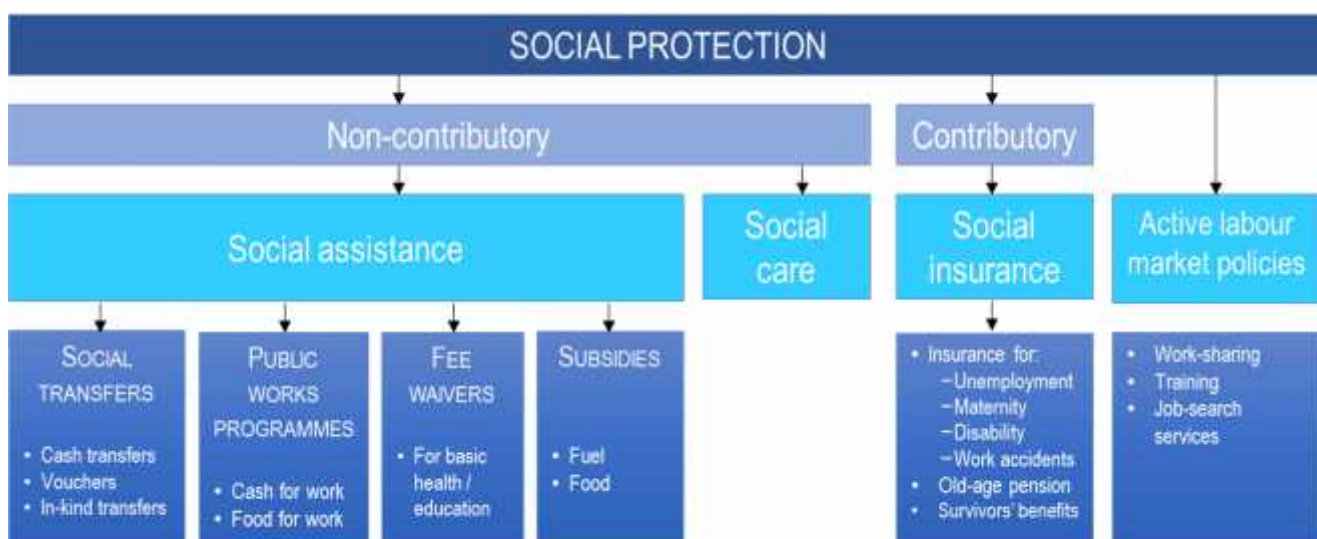 SOCIAL PROTECTION
Non-contributory
Contributory
Social assistance
Social
care
Social
insurance
Active labour
market policies
SOCIAL
TRANSFERS
• Cash transfers
• Vouchers
• In-kind transfers
PUBLIC
WORKS
PROGRAMMES
• Cash for work
• Food for work
FEE
WAIVERS
• For basic
health /
education
SUBSIDIES
• Fuel
• Food
• Insurance for:
–Unemployment
–Maternity
–Disability
–Work accidents
• Old-age pension
• Survivors' benefits
• Work-sharing
• Training
• Job-search
services